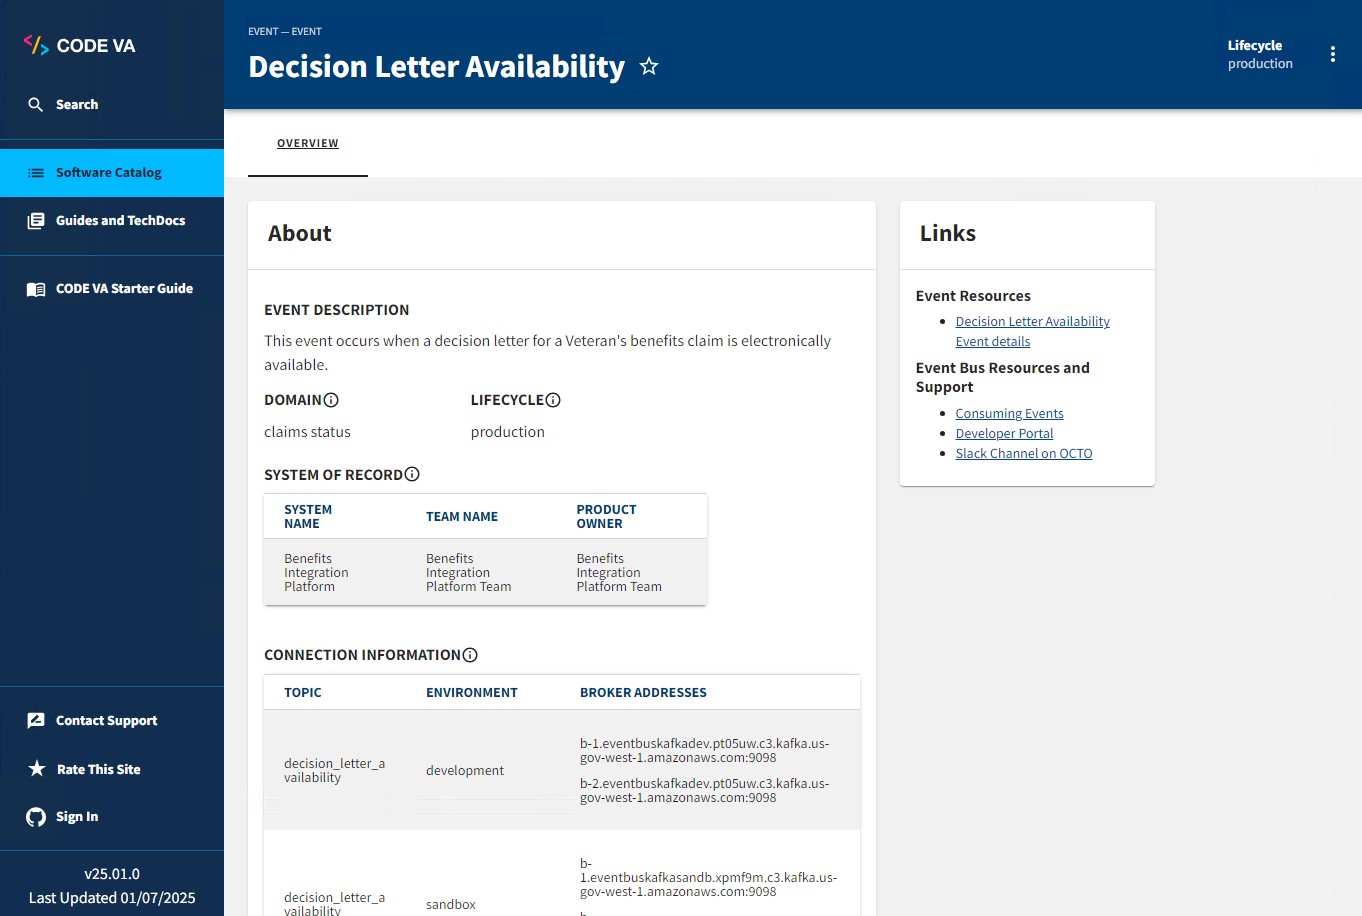 CODE VA
Search
Software Catalog
Guides and TechDocs
CODE VA Starter Guide
Contact Support
Rate This Site
Sign In
v25.01.0
Last Updated 01/07/2025
EVENT — EVENT
Decision Letter Availability
Lifecycle
production
OVERVIEW
About
EVENT DESCRIPTION
This event occurs when a decision letter for a Veteran's benefits claim is electronically
available.
DOMAIN
LIFECYCLE
claims status
production
SYSTEM OF RECORD
SYSTEM
NAME
TEAM NAME
PRODUCT
OWNER
Benefits
Integration
Platform
Benefits
Integration
Platform Team
Benefits
Integration
Platform Team
CONNECTION INFORMATION
TOPIC
ENVIRONMENT
BROKER ADDRESSES
decision_letter_a
vailability
development
b-1.eventbuskafkadev.pt05uw.c3.kafka.us-
gov-west-1.amazonaws.com:9098
b-2.eventbuskafkadev.pt05uw.c3.kafka.us-
gov-west-1.amazonaws.com:9098
decision_letter_a
vailability
sandbox
b-
1.eventbuskafkasandb.xpmf9m.c3.kafka.us-
gov-west-1.amazonaws.com:9098
Links
Event Resources
Decision Letter Availability
Event details
Event Bus Resources and
Support
Consuming Events
Developer Portal
Slack Channel on OCTO